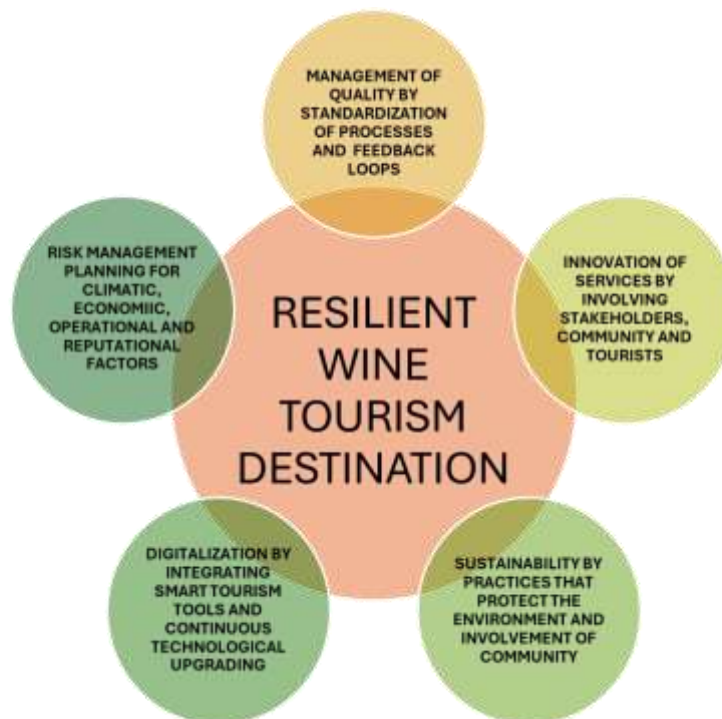 MANAGEMENT OF
QUALITY BY
STANDARDIZATION
OF PROCESSES
AND FEEDBACK
LOOPS
RISK MANAGEMENT
PLANNING FOR
CLIMATIC,
ECONOMIIC,
OPERATIONAL AND
REPUTATIONAL
FACTORS
INNOVATION OF
SERVICES BY
INVOLVING
STAKEHOLDERS,
COMMUNITY AND
TOURISTS
RESILIENT
WINE
TOURISM
DESTINATION
DIGITALIZATION BY
INTEGRATING
SMART TOURISM
TOOLS AND
CONTINUOUS
TECHNOLOGICAL
UPGRADING
SUSTAINABILITY BY
PRACTICES THAT
PROTECT THE
ENVIRONMENT AND
INVOLVEMENT OF
COMMUNITY